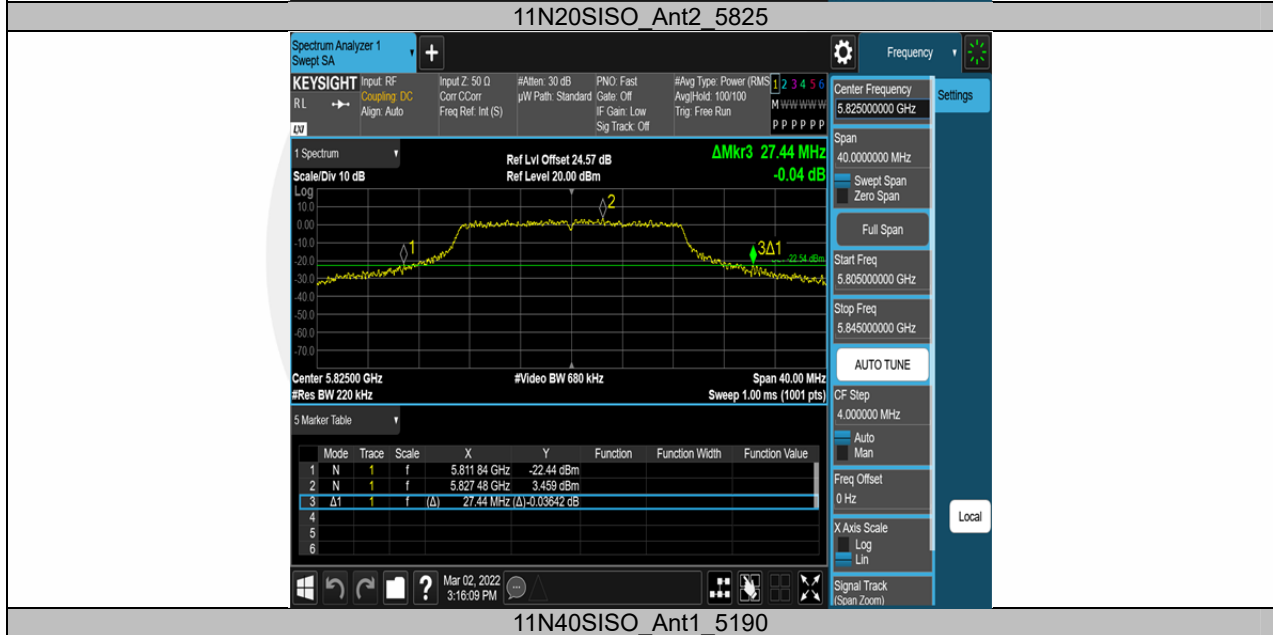 11N20SISO_Ant2_5825
Spectrum Analyzer 1
Swept SA
+
Frequency
KEYSIGHT Input: RF Input Z: 50 Ω #Atten: 30 dB PNO: Fast #Avg Type: Power (RMS 1 2 3 4 5 6
RL Coupling: DC Corr CCorr µW Path: Standard Gate: Off Avg|Hold: 100/100 M W W W W W
Align: Auto Freq Ref: Int (S) IF Gain: Low Trig: Free Run
Sig Track: Off P P P P P P
LXI
Center Frequency
5.825000000 GHz
Settings
1 Spectrum
Ref Lvl Offset 24.57 dB
ΔMkr3 27.44 MHz
Scale/Div 10 dB
Ref Level 20.00 dBm
-0.04 dB
Span
40.0000000 MHz
Swept Span
Zero Span
Log
10.0
0.00
-10.0
-20.0
-30.0
-40.0
-50.0
-60.0
-70.0
1
2
3Δ1
-22.54 dBm
Full Span
Start Freq
5.805000000 GHz
Stop Freq
5.845000000 GHz
AUTO TUNE
Center 5.82500 GHz #Video BW 680 kHz Span 40.00 MHz
#Res BW 220 kHz Sweep 1.00 ms (1001 pts)
CF Step
4.000000 MHz
Auto
Man
5 Marker Table
Mode Trace Scale X Y Function Function Width Function Value
1 N 1 f 5.811 84 GHz -22.44 dBm
2 N 1 f 5.827 48 GHz 3.459 dBm
3 Δ1 1 f (Δ) 27.44 MHz (Δ)-0.03642 dB
4
5
6
Freq Offset
0 Hz
X Axis Scale
Log
Lin
Local
Signal Track
(Span Zoom)
?
Mar 02, 2022
3:16:09 PM
11N40SISO_Ant1_5190